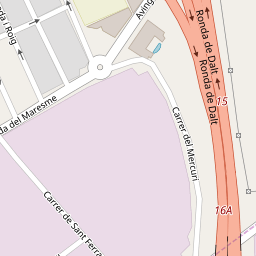 i Roig
Aving
Ronda de Dalt
Ronda de Dalt
15
da del Maresme
Carrer del Mercuri
Carrer de Sant Ferra
16A